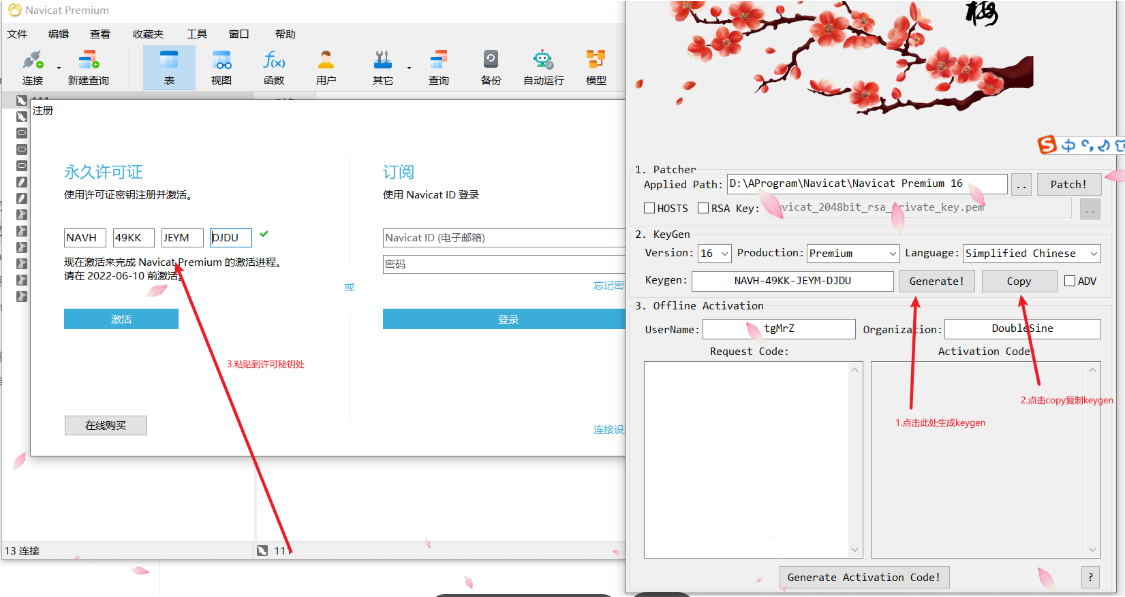 Navicat Premium
文件 编辑 查看 收藏夹 工具 窗口 帮助
f(x)
连接 新建查询 表 视图 函数 用户 其它 查询 备份 自动运行 模型
注册
永久许可证
使用许可证密钥注册并激活。
NAVH 49KK JEYM DJDU
现在激活来完成 Navicat Premium 的激活进程。
请在 2022-06-10 前激活。
激活
在线购买
或
订阅
使用 Navicat ID 登录
Navicat ID (电子邮箱)
密码
忘记密
登录
连接设
3.粘贴到许可秘钥处
13 连接
111
梅
S中
1. Patcher
Applied Path: D:\AProgram\Navicat\Navicat Premium 16 .. Patch!
HOSTS RSA Key: navicat_2048bit_rsa_private_key.pem ..
2. KeyGen
Version: 16 Production: Premium Language: Simplified Chinese
Keygen: NAVH-49KK-JEYM-DJDU Generate! Copy ADV
3. Offline Activation
UserName: tgMrZ Organization: DoubleSine
Request Code: Activation Code
2.点击copy复制keygen
1.点击此处生成keygen
Generate Activation Code! ?